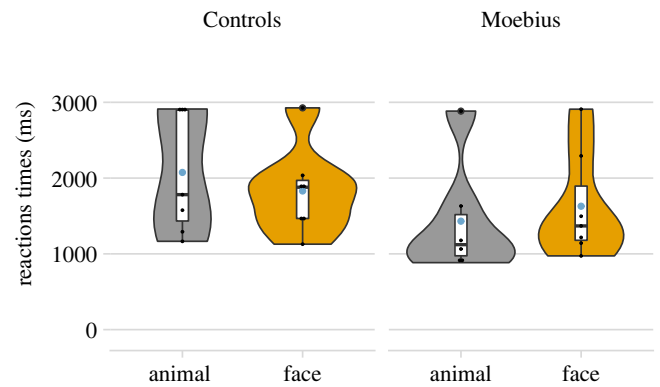 Controls Moebius
reactions times (ms)
3000
2000
1000
0
animal face animal face